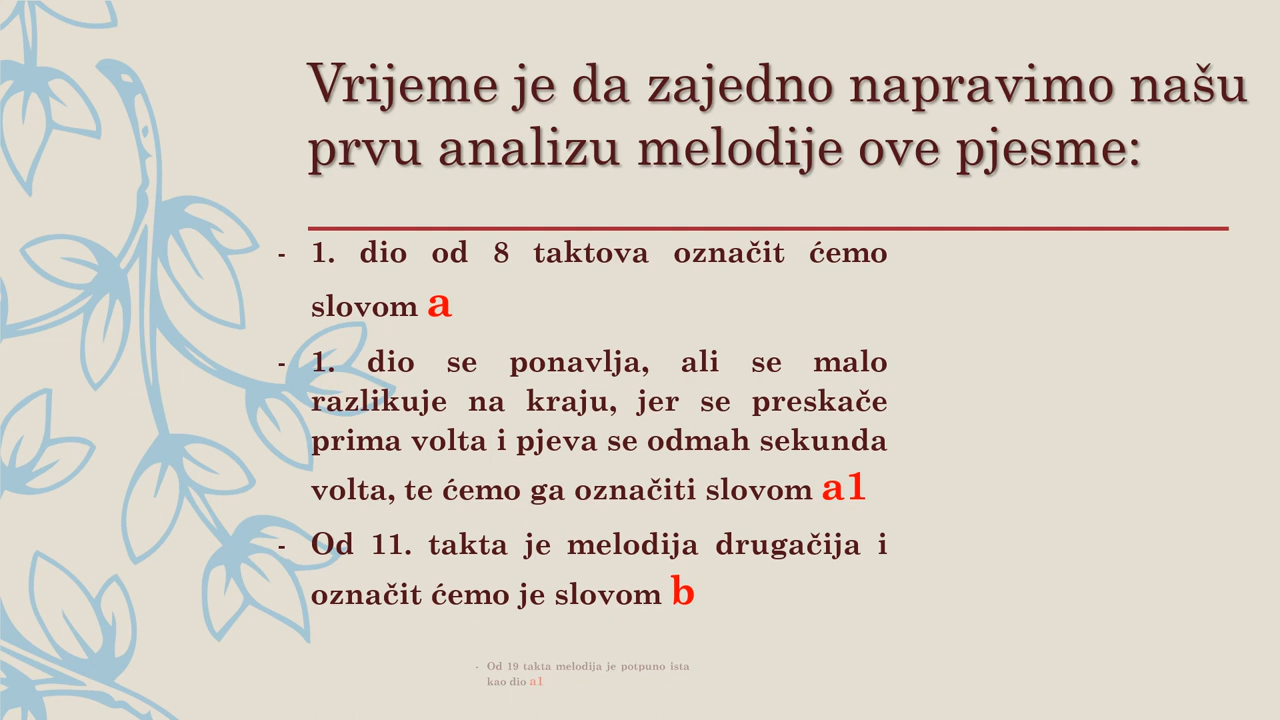 Vrijeme je da zajedno napravimo našu
prvu analizu melodije ove pjesme:
- 1. dio od 8 taktova označit ćemo
slovom a
- 1. dio se ponavlja, ali se malo
razlikuje na kraju, jer se preskače
prima volta i pjeva se odmah sekunda
volta, te ćemo ga označiti slovom a1
- Od 11. takta je melodija drugačija i
označit ćemo je slovom b
- Od 19 takta melodija je potpuno ista
kao dio a1